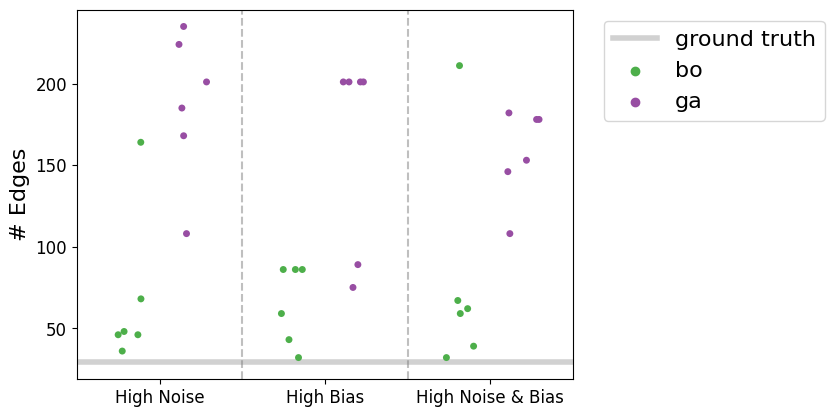 # Edges
200
150
100
50
High Noise
High Bias
High Noise & Bias
ground truth
bo
ga